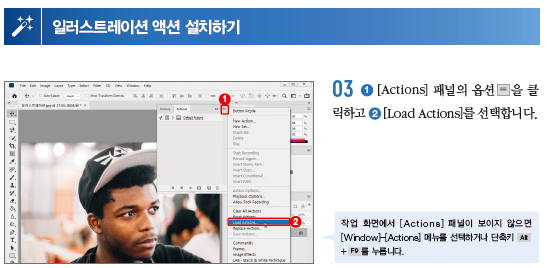 일러스트레이션 액션 설치하기
03 ❶ [Actions] 패널의 옵션 을 클
릭하고 ❷ [Load Actions]를 선택합니다.
File Edit Image Layer Type Select Filter 3D View Window Help
1
Actions
Button Mode
Default Actions
New Action...
New Set...
Duplicate
Delete
Play
Start Recording
Record Again...
Insert Menu Item...
Insert Stop...
Insert Conditional...
Insert Path
Action Options...
Playback Options...
Allow Tool Recording
Clear All Actions
Reset Actions
Load Actions...
2
Replace Actions...
Save Actions...
Commands
Frames
Image Effects
LAB - Black & White Technique
작업 화면에서 [Actions] 패널이 보이지 않으면
[Window]-[Actions] 메뉴를 선택하거나 단축키 Alt
+ F9 를 누릅니다.